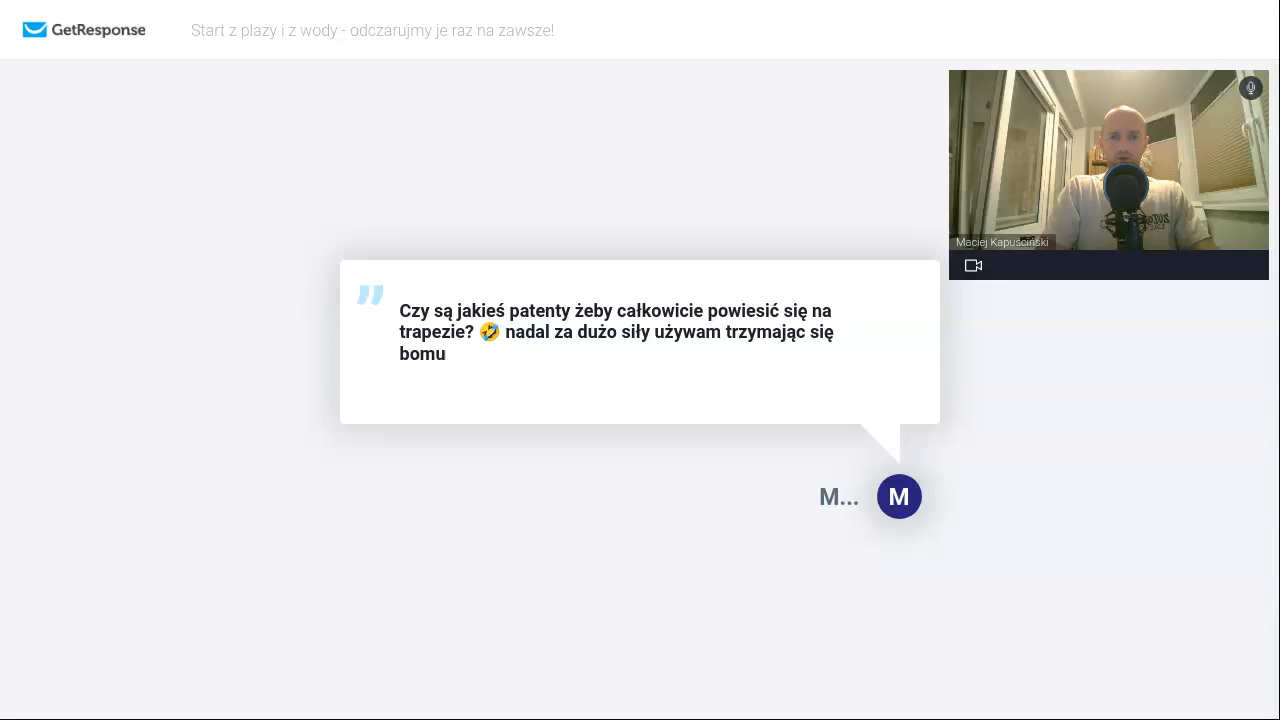 GetResponse
Start z plaży i z wody - odczarujmy je raz na zawsze!
Maciej Kapuściński
Czy są jakieś patenty żeby całkowicie powiesić się na
trapezie? 🤣 nadal za dużo siły używam trzymając się
bomu
M...
M